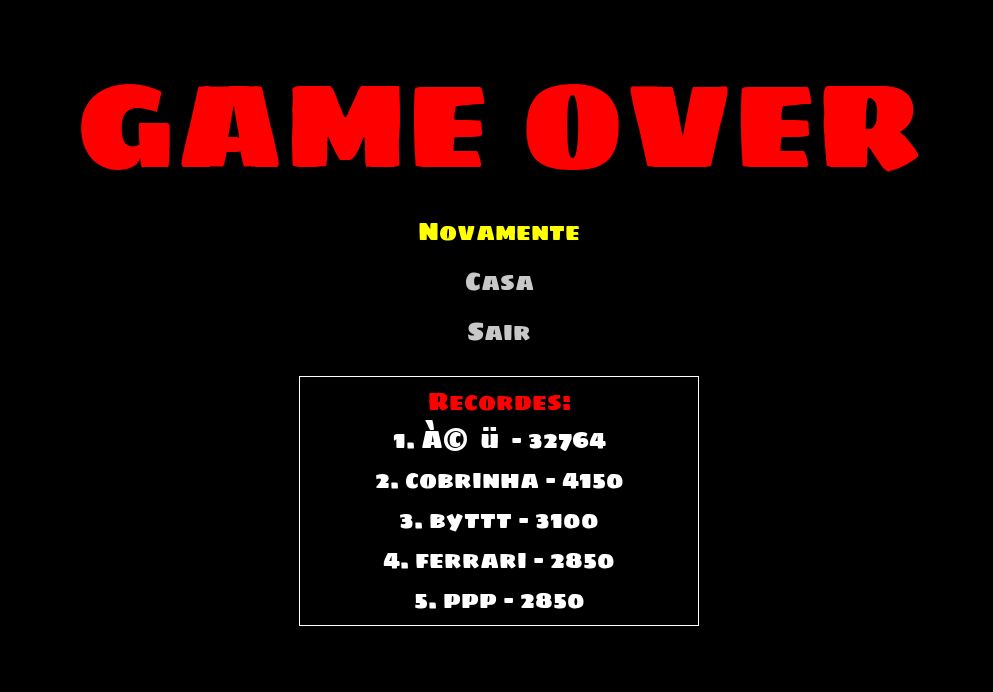 GAME OVER
Novamente
Casa
Sair
Recordes:
1. À© ü - 32764
2. COBRINHA - 4150
3. byttt - 3100
4. FERRARI - 2850
5. PPP - 2850